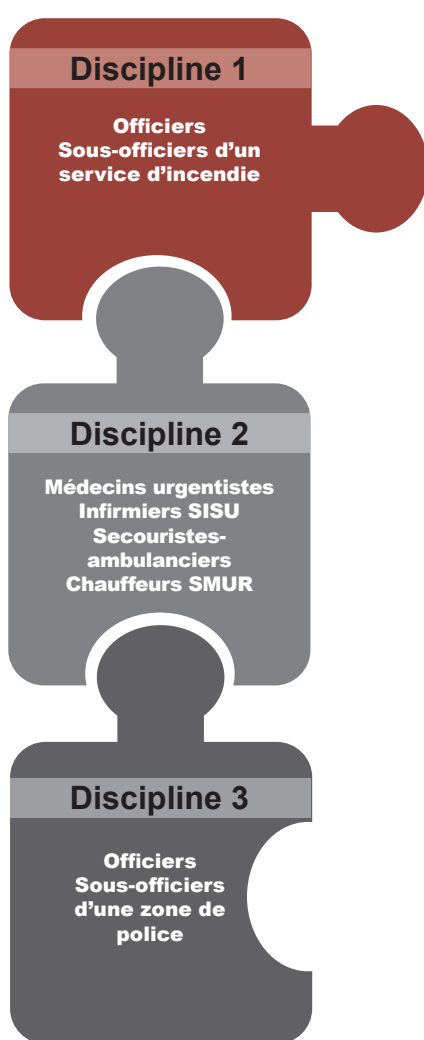 Discipline 1
Officiers
Sous-officiers d’un
service d’incendie
Discipline 2
Médecins urgentistes
Infirmiers SISU
Secouristes-
ambulanciers
Chauffeurs SMUR
Discipline 3
Officiers
Sous-officiers
d’une zone de
police